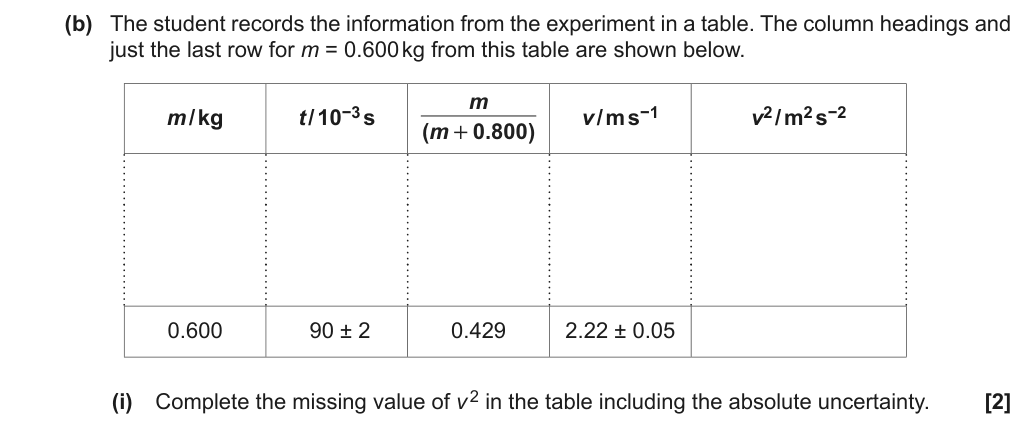 (b) The student records the information from the experiment in a table. The column headings and
just the last row for m = 0.600 kg from this table are shown below.
m/kg t/10⁻³ s m/(m + 0.800) v/m s⁻¹ v²/m² s⁻²
0.600 90 ± 2 0.429 2.22 ± 0.05
(i) Complete the missing value of v² in the table including the absolute uncertainty. [2]